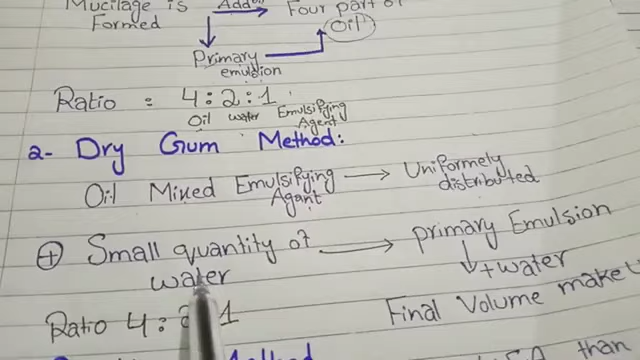 Mucilage is Add Four part of
Formed Oil
Primary
emulsion
Ratio : 4:2:1
Oil water Emulsifying
Agent
2- Dry Gum Method:
Oil Mixed Emulsifying Agent → Uniformely distributed
⊕ Small quantity of water → primary Emulsion
+ water
Final Volume make
Ratio 4: 1
than